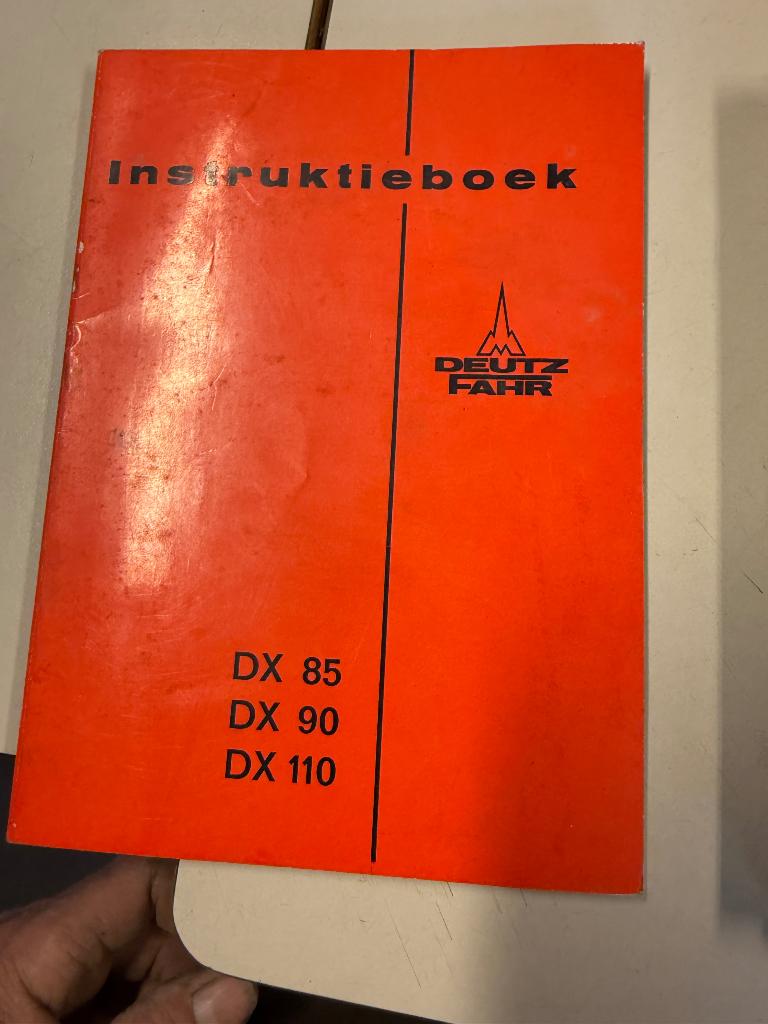 Instruktieboek
DEUTZ
FAHR
DX 85
DX 90
DX 110